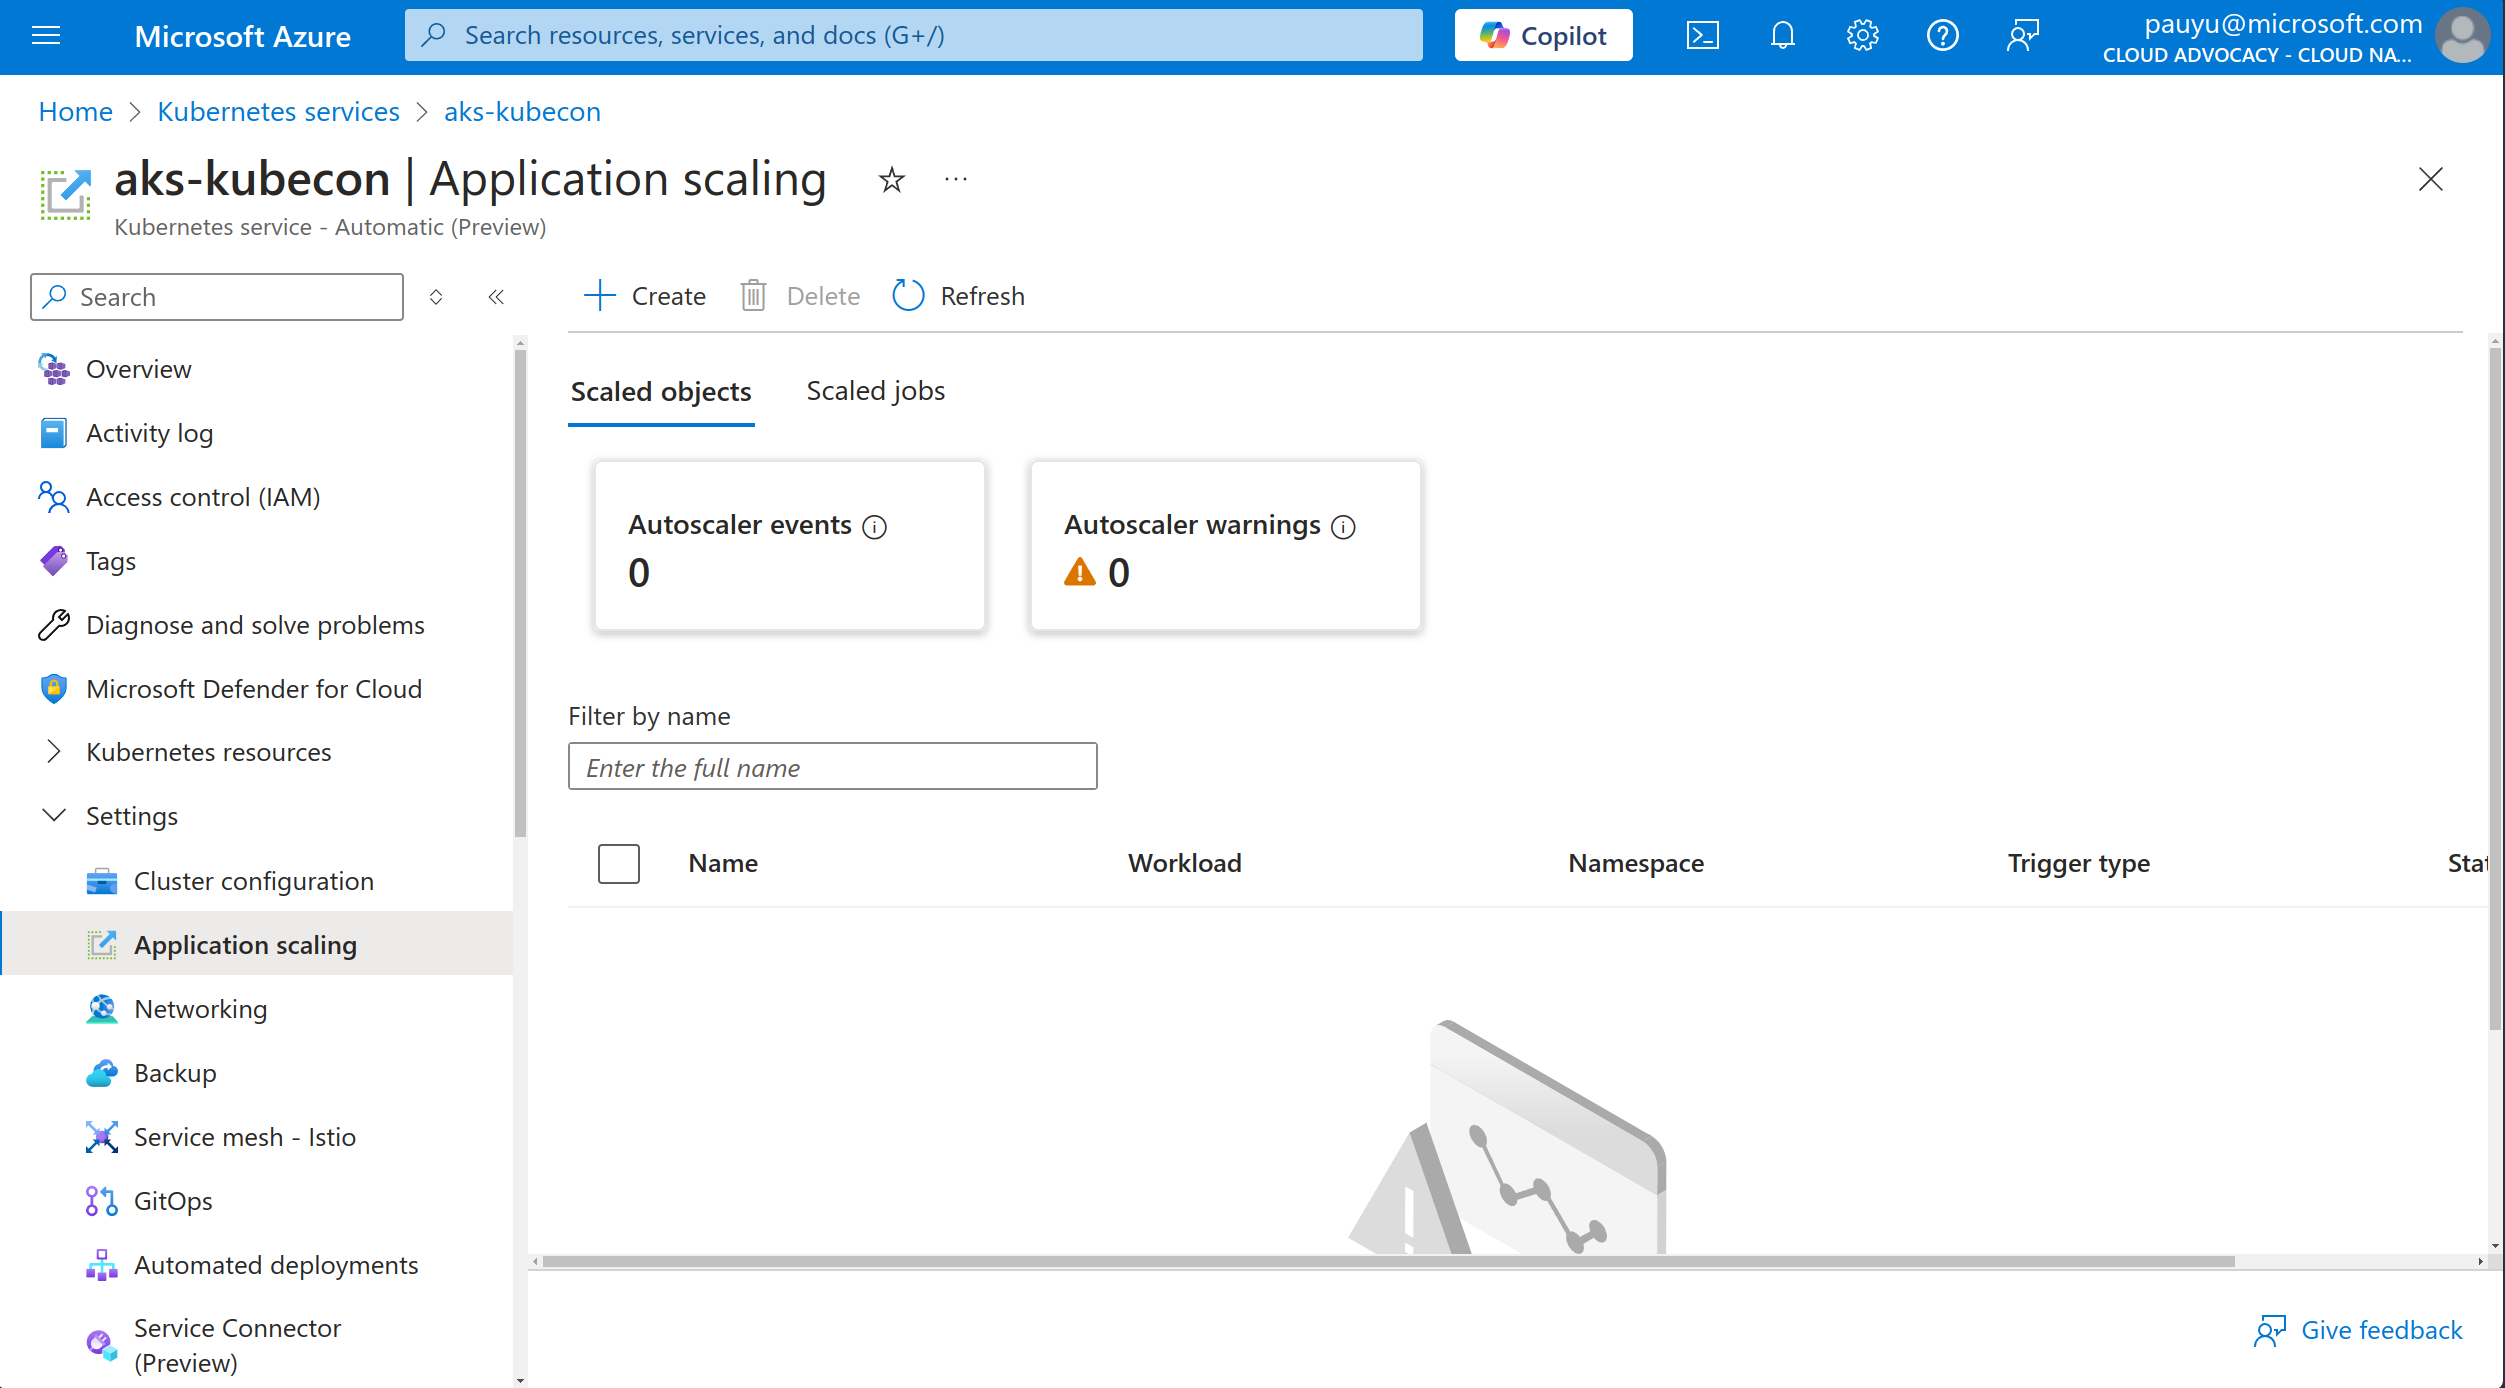 Microsoft Azure
Search resources, services, and docs (G+/)
Copilot
pauyu@microsoft.com
CLOUD ADVOCACY - CLOUD NA...
Home > Kubernetes services > aks-kubecon
aks-kubecon | Application scaling
Kubernetes service - Automatic (Preview)
Search
Create
Delete
Refresh
Overview
Activity log
Access control (IAM)
Tags
Diagnose and solve problems
Microsoft Defender for Cloud
Kubernetes resources
Settings
Cluster configuration
Application scaling
Networking
Backup
Service mesh - Istio
GitOps
Automated deployments
Service Connector
(Preview)
Scaled objects
Scaled jobs
Autoscaler events
0
Autoscaler warnings
0
Filter by name
Enter the full name
Name
Workload
Namespace
Trigger type
Give feedback